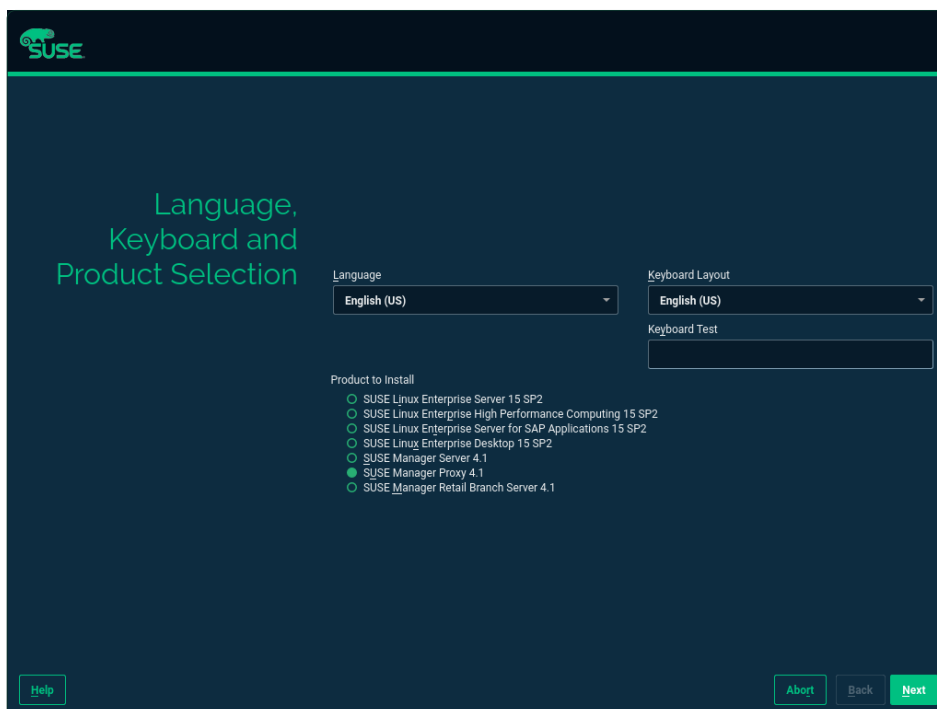 SUSE
Language,
Keyboard and
Product Selection
Language
English (US)
Keyboard Layout
English (US)
Keyboard Test
Product to Install
SUSE Linux Enterprise Server 15 SP2
SUSE Linux Enterprise High Performance Computing 15 SP2
SUSE Linux Enterprise Server for SAP Applications 15 SP2
SUSE Linux Enterprise Desktop 15 SP2
SUSE Manager Server 4.1
SUSE Manager Proxy 4.1
SUSE Manager Retail Branch Server 4.1
Help
Abort
Back
Next